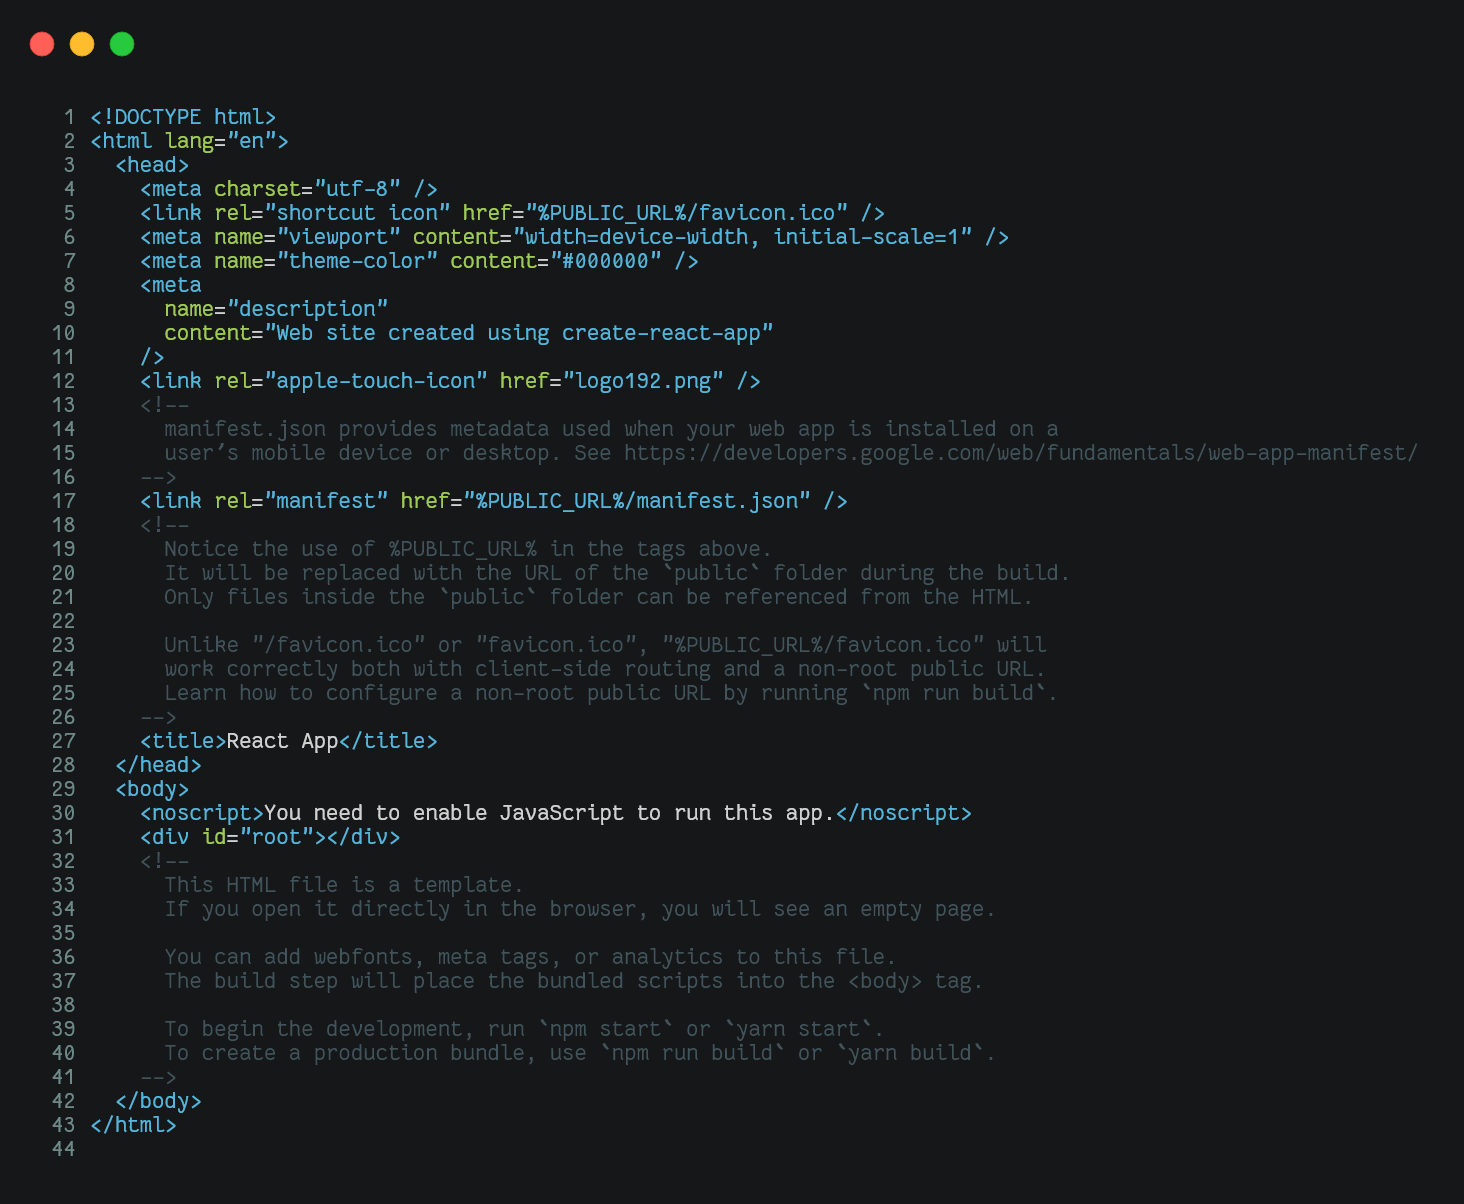 1 <!DOCTYPE html>
2 <html lang="en">
3   <head>
4     <meta charset="utf-8" />
5     <link rel="shortcut icon" href="%PUBLIC_URL%/favicon.ico" />
6     <meta name="viewport" content="width=device-width, initial-scale=1" />
7     <meta name="theme-color" content="#000000" />
8     <meta
9       name="description"
10       content="Web site created using create-react-app"
11     />
12     <link rel="apple-touch-icon" href="logo192.png" />
13     <!--
14       manifest.json provides metadata used when your web app is installed on a
15       user's mobile device or desktop. See https://developers.google.com/web/fundamentals/web-app-manifest/
16     -->
17     <link rel="manifest" href="%PUBLIC_URL%/manifest.json" />
18     <!--
19       Notice the use of %PUBLIC_URL% in the tags above.
20       It will be replaced with the URL of the `public` folder during the build.
21       Only files inside the `public` folder can be referenced from the HTML.
22
23       Unlike "/favicon.ico" or "favicon.ico", "%PUBLIC_URL%/favicon.ico" will
24       work correctly both with client-side routing and a non-root public URL.
25       Learn how to configure a non-root public URL by running `npm run build`.
26     -->
27     <title>React App</title>
28   </head>
29   <body>
30     <noscript>You need to enable JavaScript to run this app.</noscript>
31     <div id="root"></div>
32     <!--
33       This HTML file is a template.
34       If you open it directly in the browser, you will see an empty page.
35
36       You can add webfonts, meta tags, or analytics to this file.
37       The build step will place the bundled scripts into the <body> tag.
38
39       To begin the development, run `npm start` or `yarn start`.
40       To create a production bundle, use `npm run build` or `yarn build`.
41     -->
42   </body>
43 </html>
44